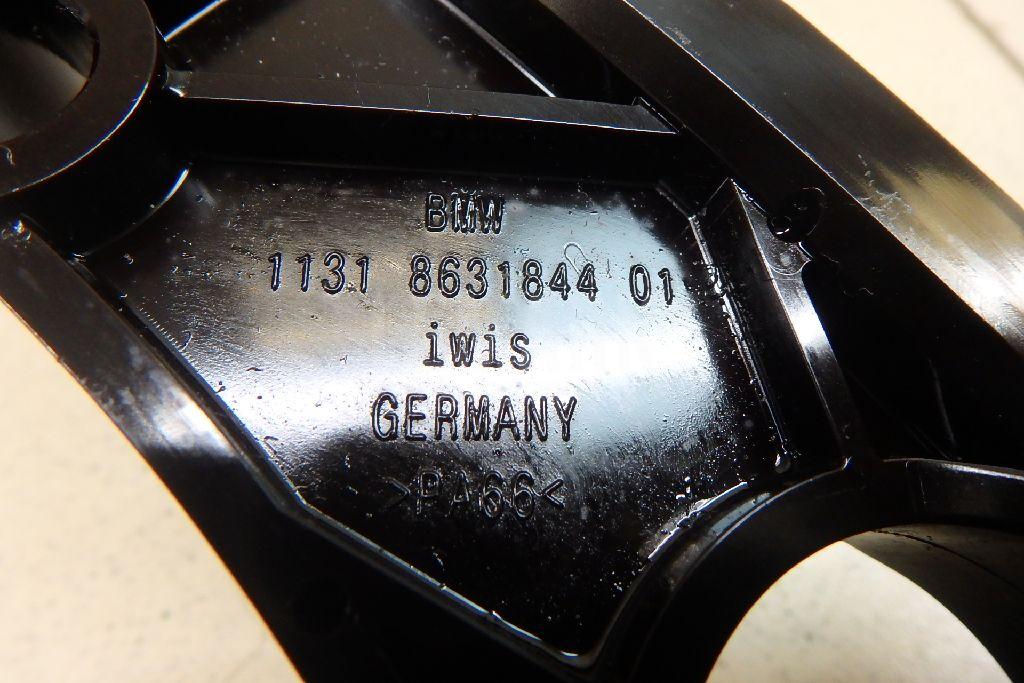 BMW
1131 8631844 01
iwis
GERMANY
>PA66<